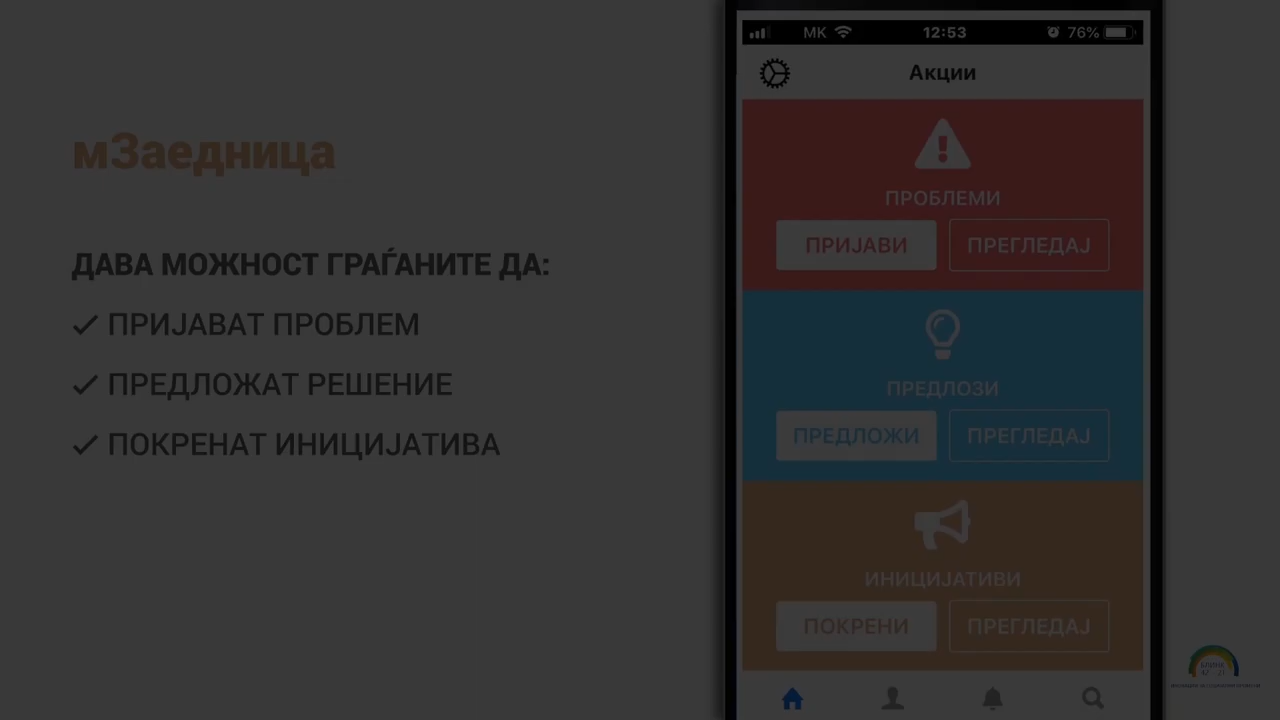 мЗаедница
ДАВА МОЖНОСТ ГРАЃАНИТЕ ДА:
ПРИЈАВАТ ПРОБЛЕМ
ПРЕДЛОЖАТ РЕШЕНИЕ
ПОКРЕНАТ ИНИЦИЈАТИВА
МК 12:53 76%
Акции
ПРОБЛЕМИ
ПРИЈАВИ ПРЕГЛЕДАЈ
ПРЕДЛОЗИ
ПРЕДЛОЖИ ПРЕГЛЕДАЈ
ИНИЦИЈАТИВИ
ПОКРЕНИ ПРЕГЛЕДАЈ
БЛИНК